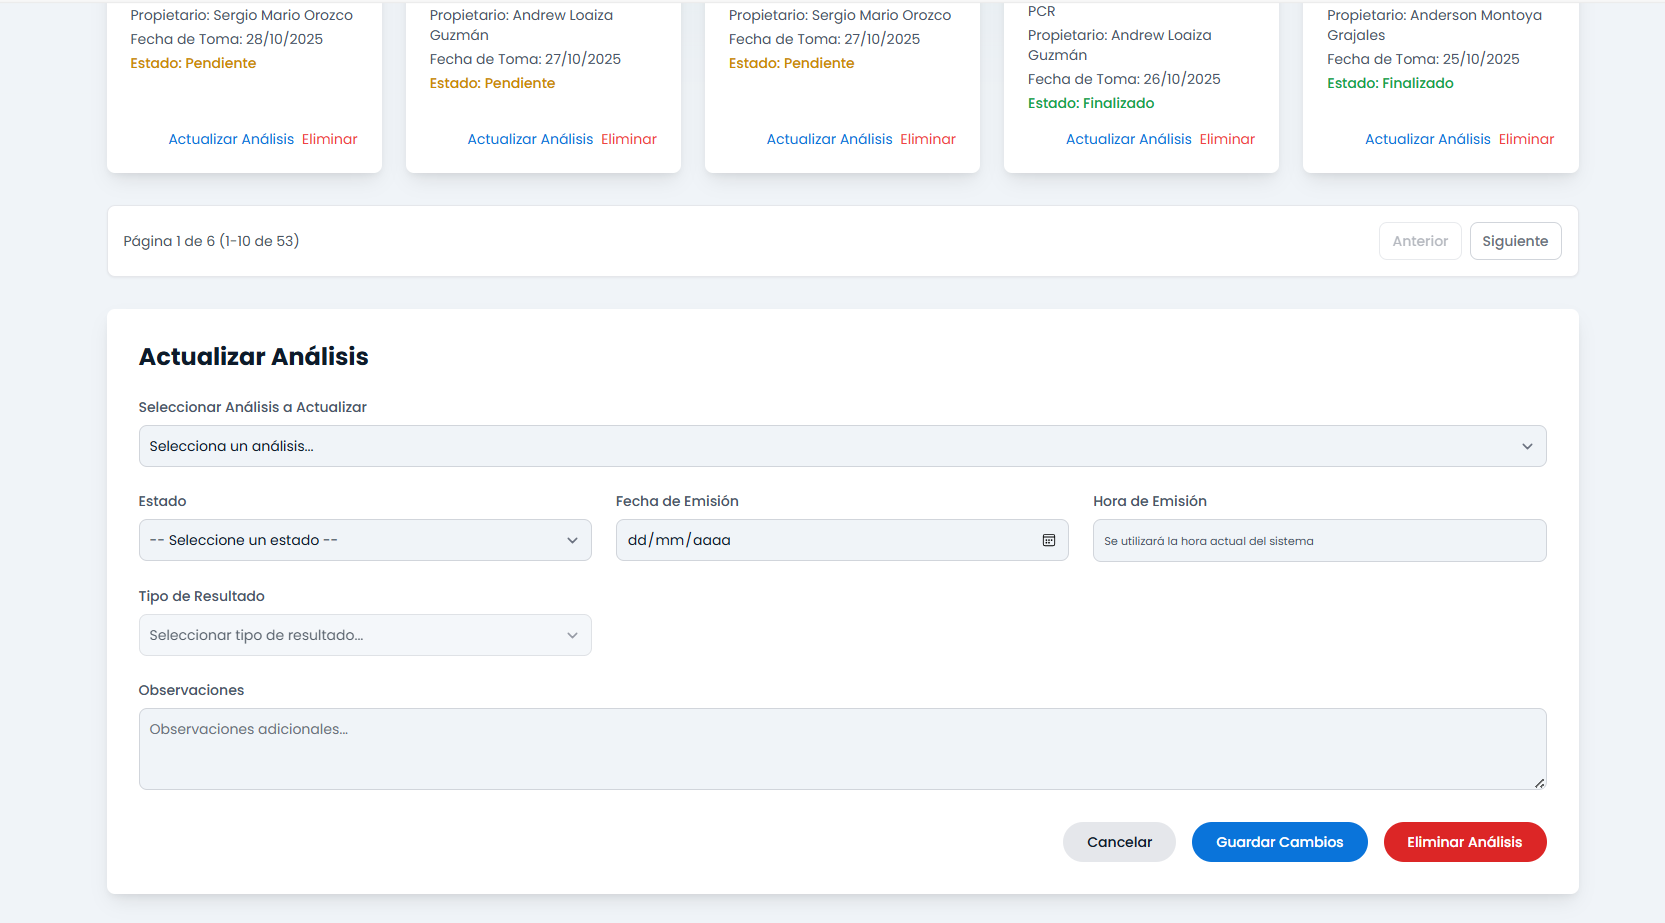 Propietario: Sergio Mario Orozco
Fecha de Toma: 28/10/2025
Estado: Pendiente
Actualizar Análisis Eliminar
Propietario: Andrew Loaiza
Guzmán
Fecha de Toma: 27/10/2025
Estado: Pendiente
Actualizar Análisis Eliminar
Propietario: Sergio Mario Orozco
Fecha de Toma: 27/10/2025
Estado: Pendiente
Actualizar Análisis Eliminar
PCR
Propietario: Andrew Loaiza
Guzmán
Fecha de Toma: 26/10/2025
Estado: Finalizado
Actualizar Análisis Eliminar
Propietario: Anderson Montoya
Grajales
Fecha de Toma: 25/10/2025
Estado: Finalizado
Actualizar Análisis Eliminar
Página 1 de 6 (1-10 de 53)
Anterior
Siguiente
Actualizar Análisis
Seleccionar Análisis a Actualizar
Selecciona un análisis...
Estado
-- Seleccione un estado --
Fecha de Emisión
dd/mm/aaaa
Hora de Emisión
Se utilizará la hora actual del sistema
Tipo de Resultado
Seleccionar tipo de resultado...
Observaciones
Observaciones adicionales...
Cancelar
Guardar Cambios
Eliminar Análisis